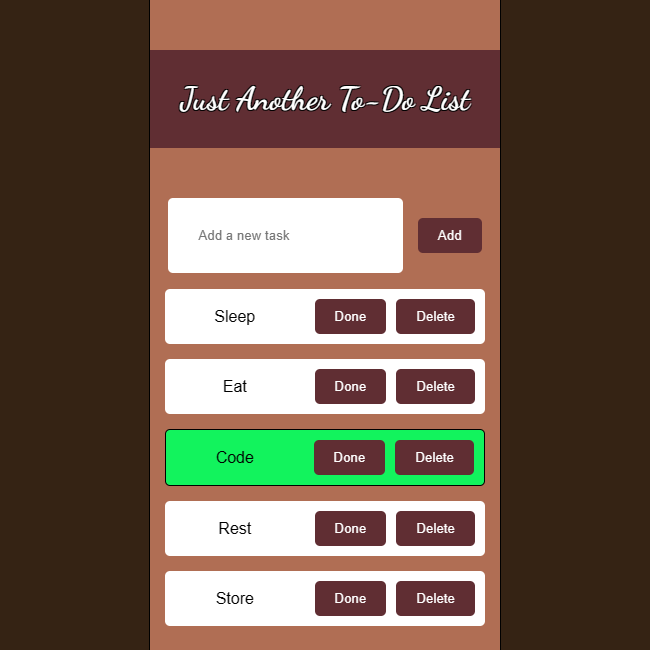 Just Another To-Do List
Add a new task Add
Sleep Done Delete
Eat Done Delete
Code Done Delete
Rest Done Delete
Store Done Delete